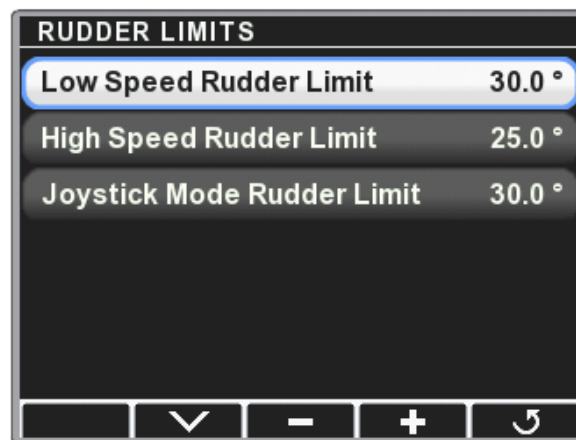 RUDDER LIMITS
Low Speed Rudder Limit 30.0 °
High Speed Rudder Limit 25.0 °
Joystick Mode Rudder Limit 30.0 °